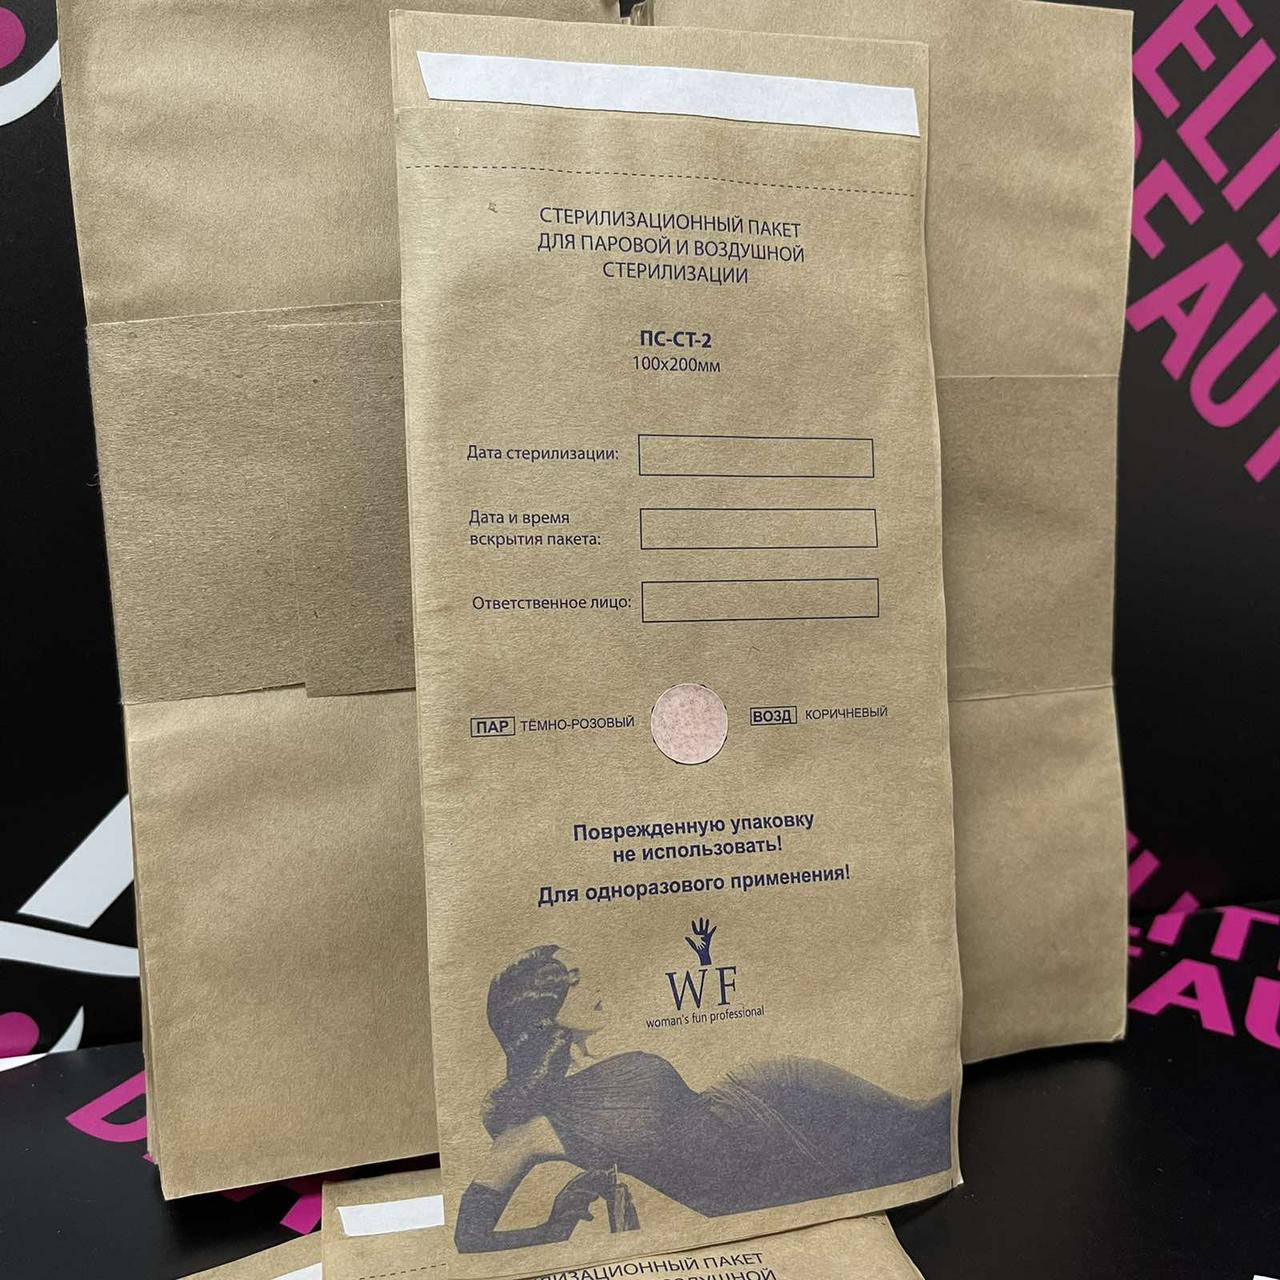 СТЕРИЛИЗАЦИОННЫЙ ПАКЕТ
ДЛЯ ПАРОВОЙ И ВОЗДУШНОЙ
СТЕРИЛИЗАЦИИ
ПС-СТ-2
100x200мм
Дата стерилизации:
Дата и время
вскрытия пакета:
Ответственное лицо:
ПАР ТЁМНО-РОЗОВЫЙ
ВОЗД КОРИЧНЕВЫЙ
Поврежденную упаковку
не использовать!
Для одноразового применения!
WF
woman's fun professional
ПАКЕТ